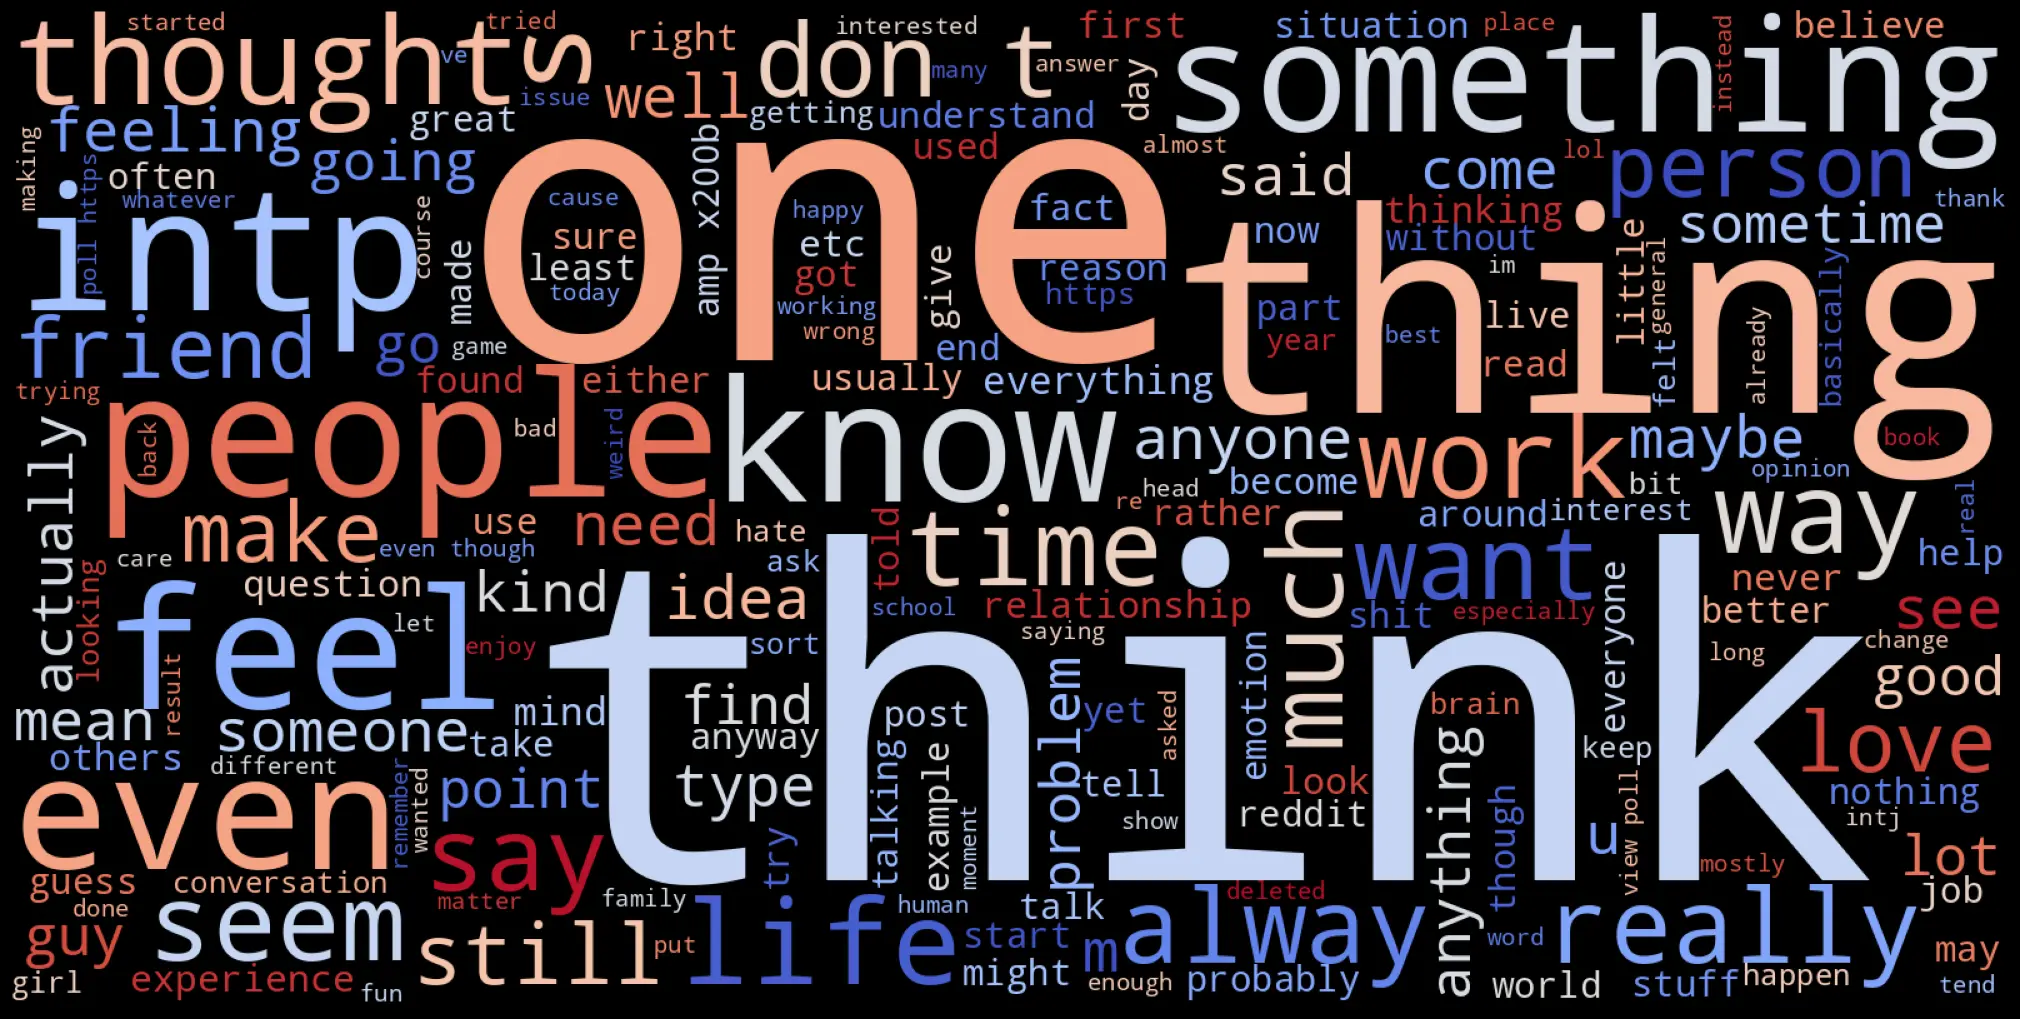 started
tried
interested
first
situation
place
believe
thoughts
ve
right
don t
many
answer
day
something
instead
issue
well
getting
understand
feeling
great
making
going
amp x200b
used
almost
said
come
lol
person
often
poll https
whatever
course
intp
one
cause
happy
fact
thinking
thank
sure
etc
now
without
sometime
least
got
reason
im
little
general
basically
today
working
https
thing
made
give
part
live
wrong
year
best
friend
go
game
end
read
felt
already
trying
found
either
usually
everything
people
back
bad
weird
know
anyone
work
maybe
book
actually
become
bit
opinion
head
way
make
use
need
hate
re
rather
around
interest
real
told
time
much
want
help
care
even though
ask
never
looking
question
kind
idea
school
relationship
shit
especially
everyone
better
see
feel
let
saying
change
enjoy
sort
think
emotion
long
good
result
mean
someone
mind
find
post
problem
yet
asked
brain
love
others
take
anyway
keep
different
talking
example
tell
look
nothing
even
remember
wanted
point
type
show
reddit
anything
though
u
view poll
intj
say
try
moment
mostly
lot
guess
conversation
matter
family
human
talk
deleted
job
done
seem
still
put
life
start
m
alway
word
really
may
guy
girl
experience
fun
might
enough
probably
world
stuff
happen
tend